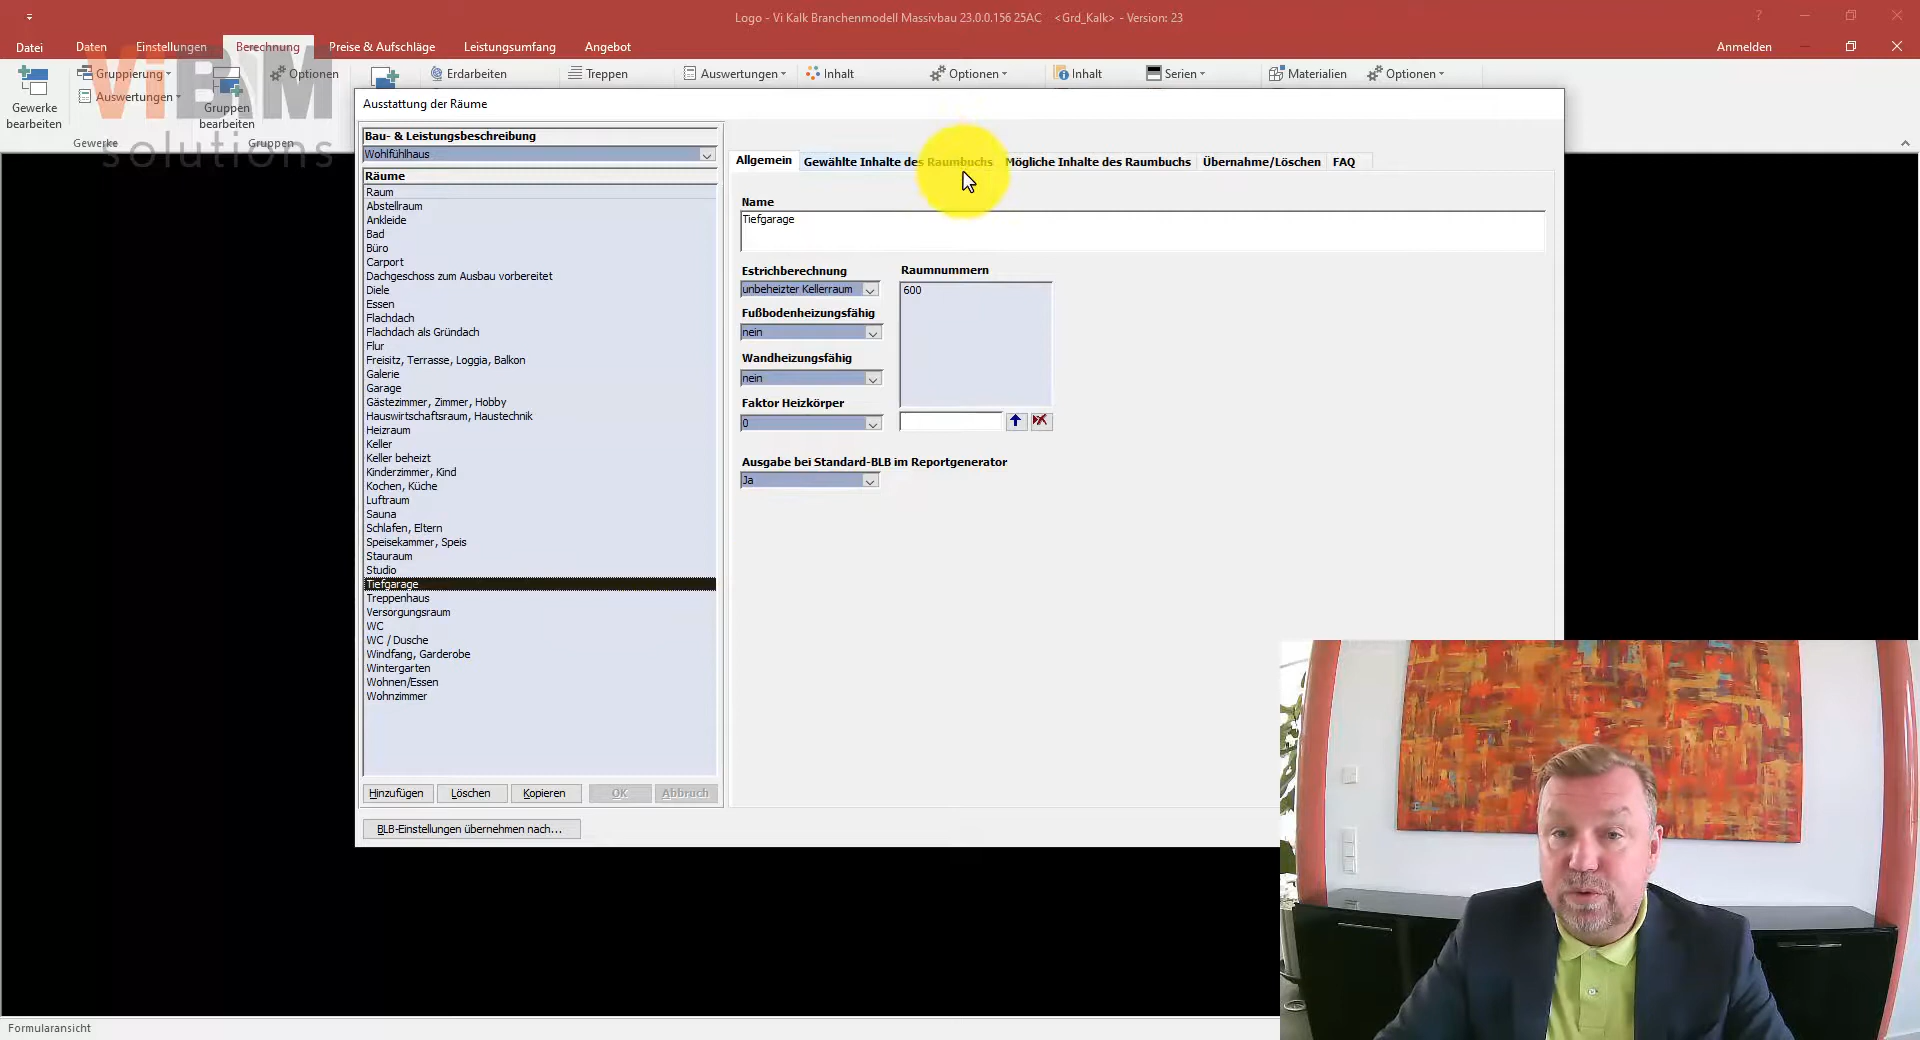 Logo - Vi Kalk Branchenmodell Massivbau 23.0.0.156 25AC <Grd_Kalk> - Version: 23
Datei Daten Einstellungen Berechnung Preise & Aufschläge Leistungsumfang Angebot Anmelden
Gewerke bearbeiten
Gruppierung
Auswertungen
Gewerke
Gruppen bearbeiten
Optionen
Gruppen
Erdarbeiten Treppen Auswertungen Inhalt Optionen Inhalt Serien Materialien Optionen
ViBIM
solutions
Ausstattung der Räume
Bau- & Leistungsbeschreibung
Wohlfühlhaus
Räume
Raum
Abstellraum
Ankleide
Bad
Büro
Carport
Dachgeschoss zum Ausbau vorbereitet
Diele
Essen
Flachdach
Flachdach als Gründach
Flur
Freisitz, Terrasse, Loggia, Balkon
Galerie
Garage
Gästezimmer, Zimmer, Hobby
Hauswirtschaftsraum, Haustechnik
Heizraum
Keller
Keller beheizt
Kinderzimmer, Kind
Kochen, Küche
Luftraum
Sauna
Schlafen, Eltern
Speisekammer, Speis
Stauraum
Studio
Tiefgarage
Treppenhaus
Versorgungsraum
WC
WC / Dusche
Windfang, Garderobe
Wintergarten
Wohnen/Essen
Wohnzimmer
Hinzufügen Löschen Kopieren OK Abbruch
BLB-Einstellungen übernehmen nach...
Allgemein Gewählte Inhalte des Raumbuchs Mögliche Inhalte des Raumbuchs Übernahme/Löschen FAQ
Name
Tiefgarage
Estrichberechnung
unbeheizter Kellerraum
Fußbodenheizungsfähig
nein
Wandheizungsfähig
nein
Faktor Heizkörper
0
Raumnummern
600
Ausgabe bei Standard-BLB im Reportgenerator
Ja
Formularansicht